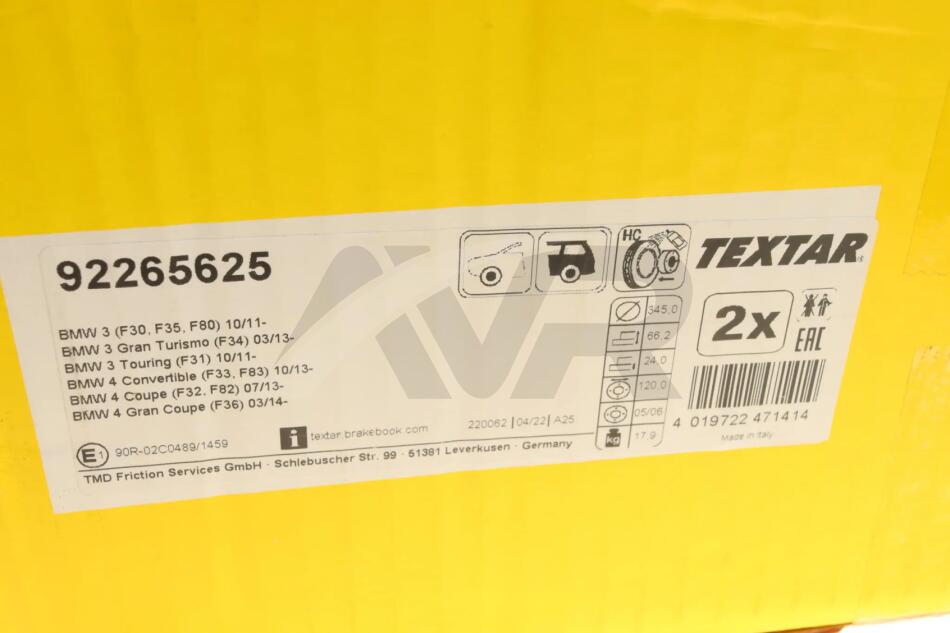 92265625
HC
TEXTAR®
BMW 3 (F30, F35, F80) 10/11-
BMW 3 Gran Turismo (F34) 03/13-
BMW 3 Touring (F31) 10/11-
BMW 4 Convertible (F33, F83) 10/13-
BMW 4 Coupe (F32, F82) 07/13-
BMW 4 Gran Coupe (F36) 03/14-
345,0
66,2
24,0
120,0
05/06
kg 17,9
2x
EAC
4 019722 471414
Made in Italy
E1 90R-02C0489/1459
i textar.brakebook.com
220062 | 04/22 | A25
TMD Friction Services GmbH · Schlebuscher Str. 99 · 51381 Leverkusen · Germany
AVR